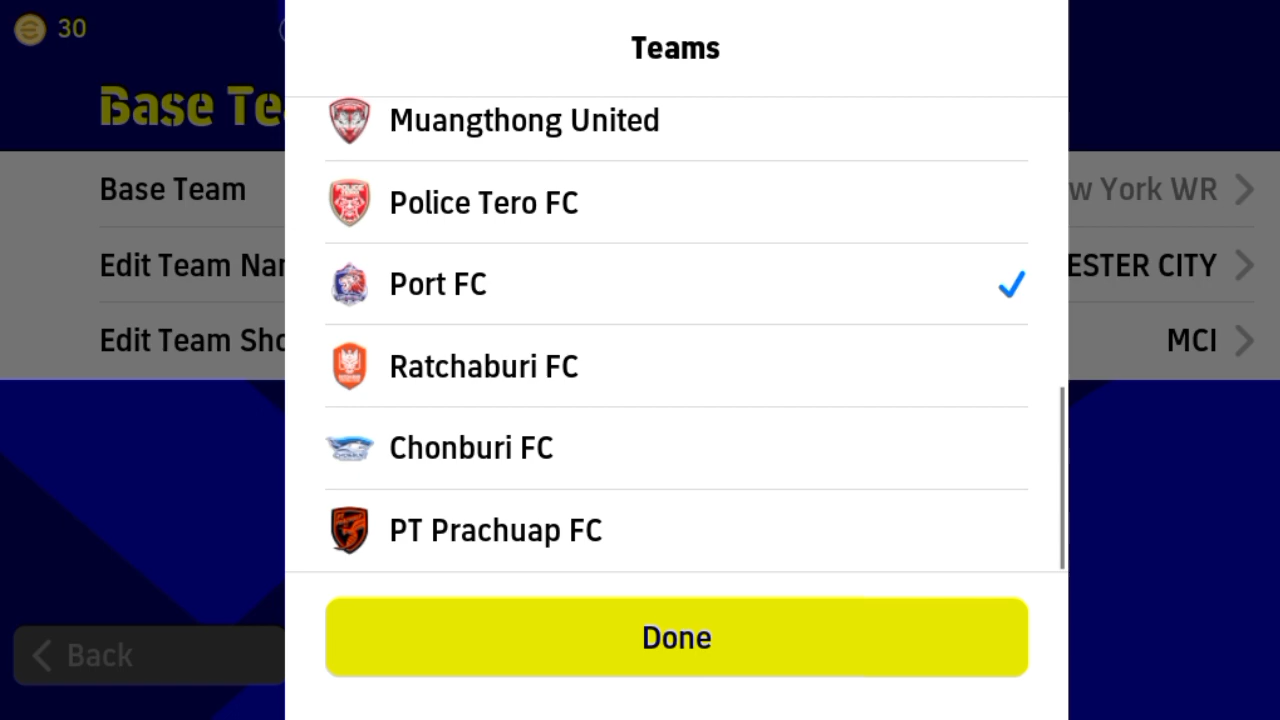 30
Teams
Base Te
Muangthong United
Base Team
w York WR
Police Tero FC
Edit Team Nar
ESTER CITY
Port FC
Edit Team Sho
MCI
Ratchaburi FC
Chonburi FC
PT Prachuap FC
Done
Back